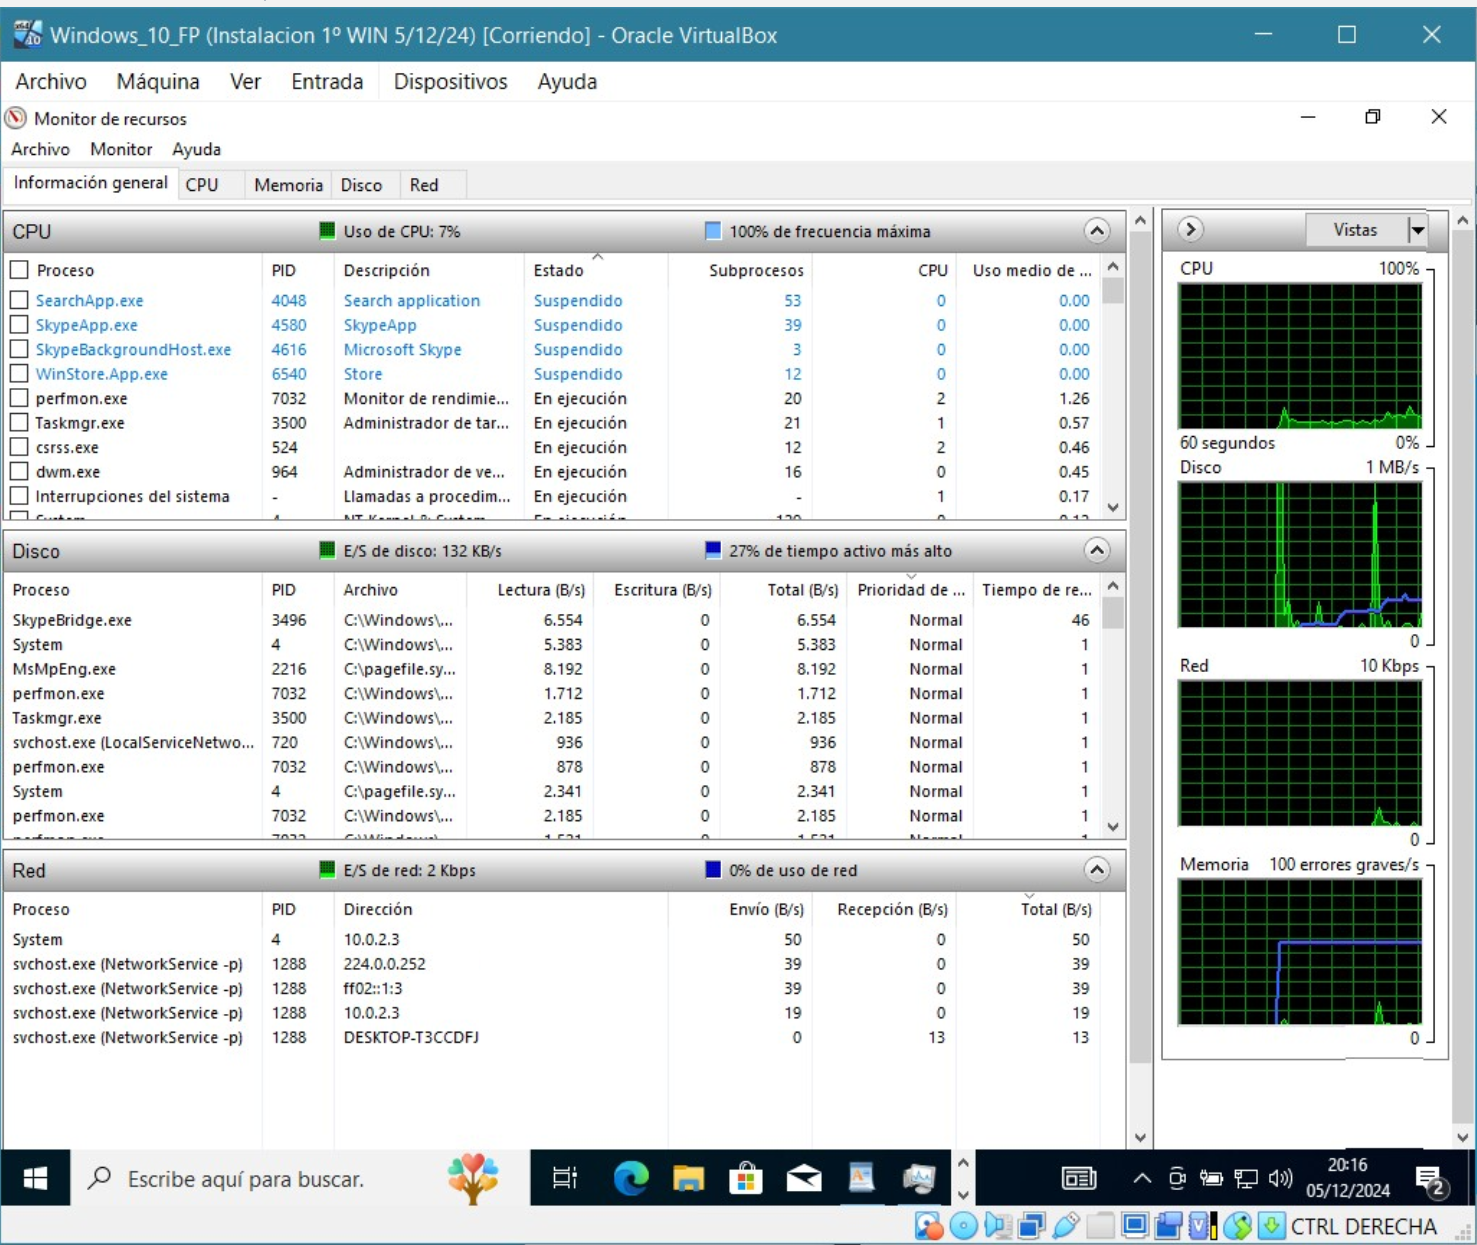 Windows_10_FP (Instalacion 1º WIN 5/12/24) [Corriendo] - Oracle VirtualBox
Archivo Máquina Ver Entrada Dispositivos Ayuda
Monitor de recursos
Archivo Monitor Ayuda
Información general CPU Memoria Disco Red
CPU Uso de CPU: 7% 100% de frecuencia máxima
Proceso PID Descripción Estado Subprocesos CPU Uso medio de ...
SearchApp.exe 4048 Search application Suspendido 53 0 0.00
SkypeApp.exe 4580 SkypeApp Suspendido 39 0 0.00
SkypeBackgroundHost.exe 4616 Microsoft Skype Suspendido 3 0 0.00
WinStore.App.exe 6540 Store Suspendido 12 0 0.00
perfmon.exe 7032 Monitor de rendimie... En ejecución 20 2 1.26
Taskmgr.exe 3500 Administrador de tar... En ejecución 21 1 0.57
csrss.exe 524 En ejecución 12 2 0.46
dwm.exe 964 Administrador de ve... En ejecución 16 0 0.45
Interrupciones del sistema - Llamadas a procedim... En ejecución - 1 0.17
Disco E/S de disco: 132 KB/s 27% de tiempo activo más alto
Proceso PID Archivo Lectura (B/s) Escritura (B/s) Total (B/s) Prioridad de ... Tiempo de re...
SkypeBridge.exe 3496 C:\Windows\... 6.554 0 6.554 Normal 46
System 4 C:\Windows\... 5.383 0 5.383 Normal 1
MsMpEng.exe 2216 C:\pagefile.sy... 8.192 0 8.192 Normal 1
perfmon.exe 7032 C:\Windows\... 1.712 0 1.712 Normal 1
Taskmgr.exe 3500 C:\Windows\... 2.185 0 2.185 Normal 1
svchost.exe (LocalServiceNetwo... 720 C:\Windows\... 936 0 936 Normal 1
perfmon.exe 7032 C:\Windows\... 878 0 878 Normal 1
System 4 C:\pagefile.sy... 2.341 0 2.341 Normal 1
perfmon.exe 7032 C:\Windows\... 2.185 0 2.185 Normal 1
Red E/S de red: 2 Kbps 0% de uso de red
Proceso PID Dirección Envío (B/s) Recepción (B/s) Total (B/s)
System 4 10.0.2.3 50 0 50
svchost.exe (NetworkService -p) 1288 224.0.0.252 39 0 39
svchost.exe (NetworkService -p) 1288 ff02::1:3 39 0 39
svchost.exe (NetworkService -p) 1288 10.0.2.3 19 0 19
svchost.exe (NetworkService -p) 1288 DESKTOP-T3CCDFJ 0 13 13
Vistas
CPU 100%
60 segundos 0%
Disco 1 MB/s
0
Red 10 Kbps
0
Memoria 100 errores graves/s
0
Escribe aquí para buscar.
20:16
05/12/2024
2
CTRL DERECHA